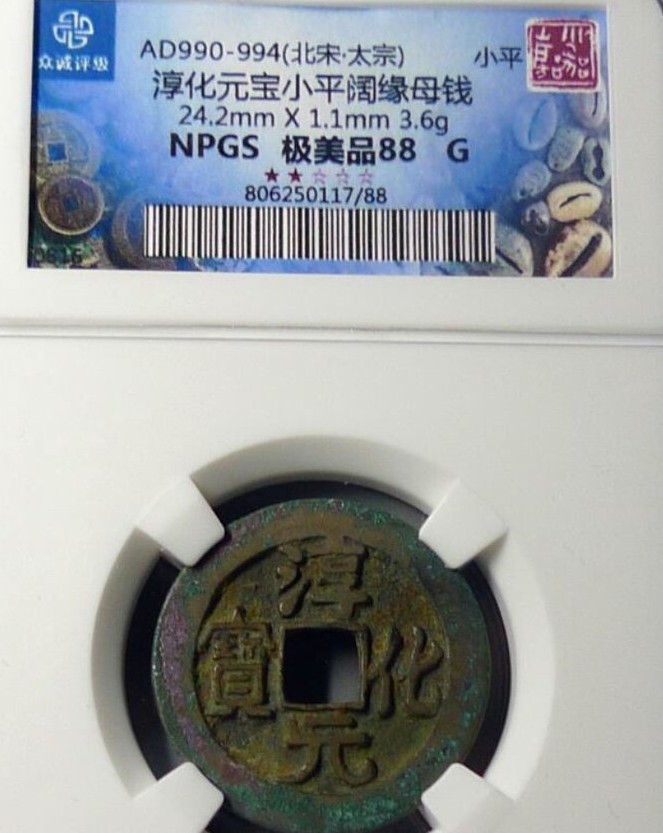 众诚评级
AD990-994(北宋·太宗)
小平
淳化元宝小平阔缘母钱
24.2mm X 1.1mm 3.6g
NPGS 极美品88 G
806250117/88
0616
淳化元寶